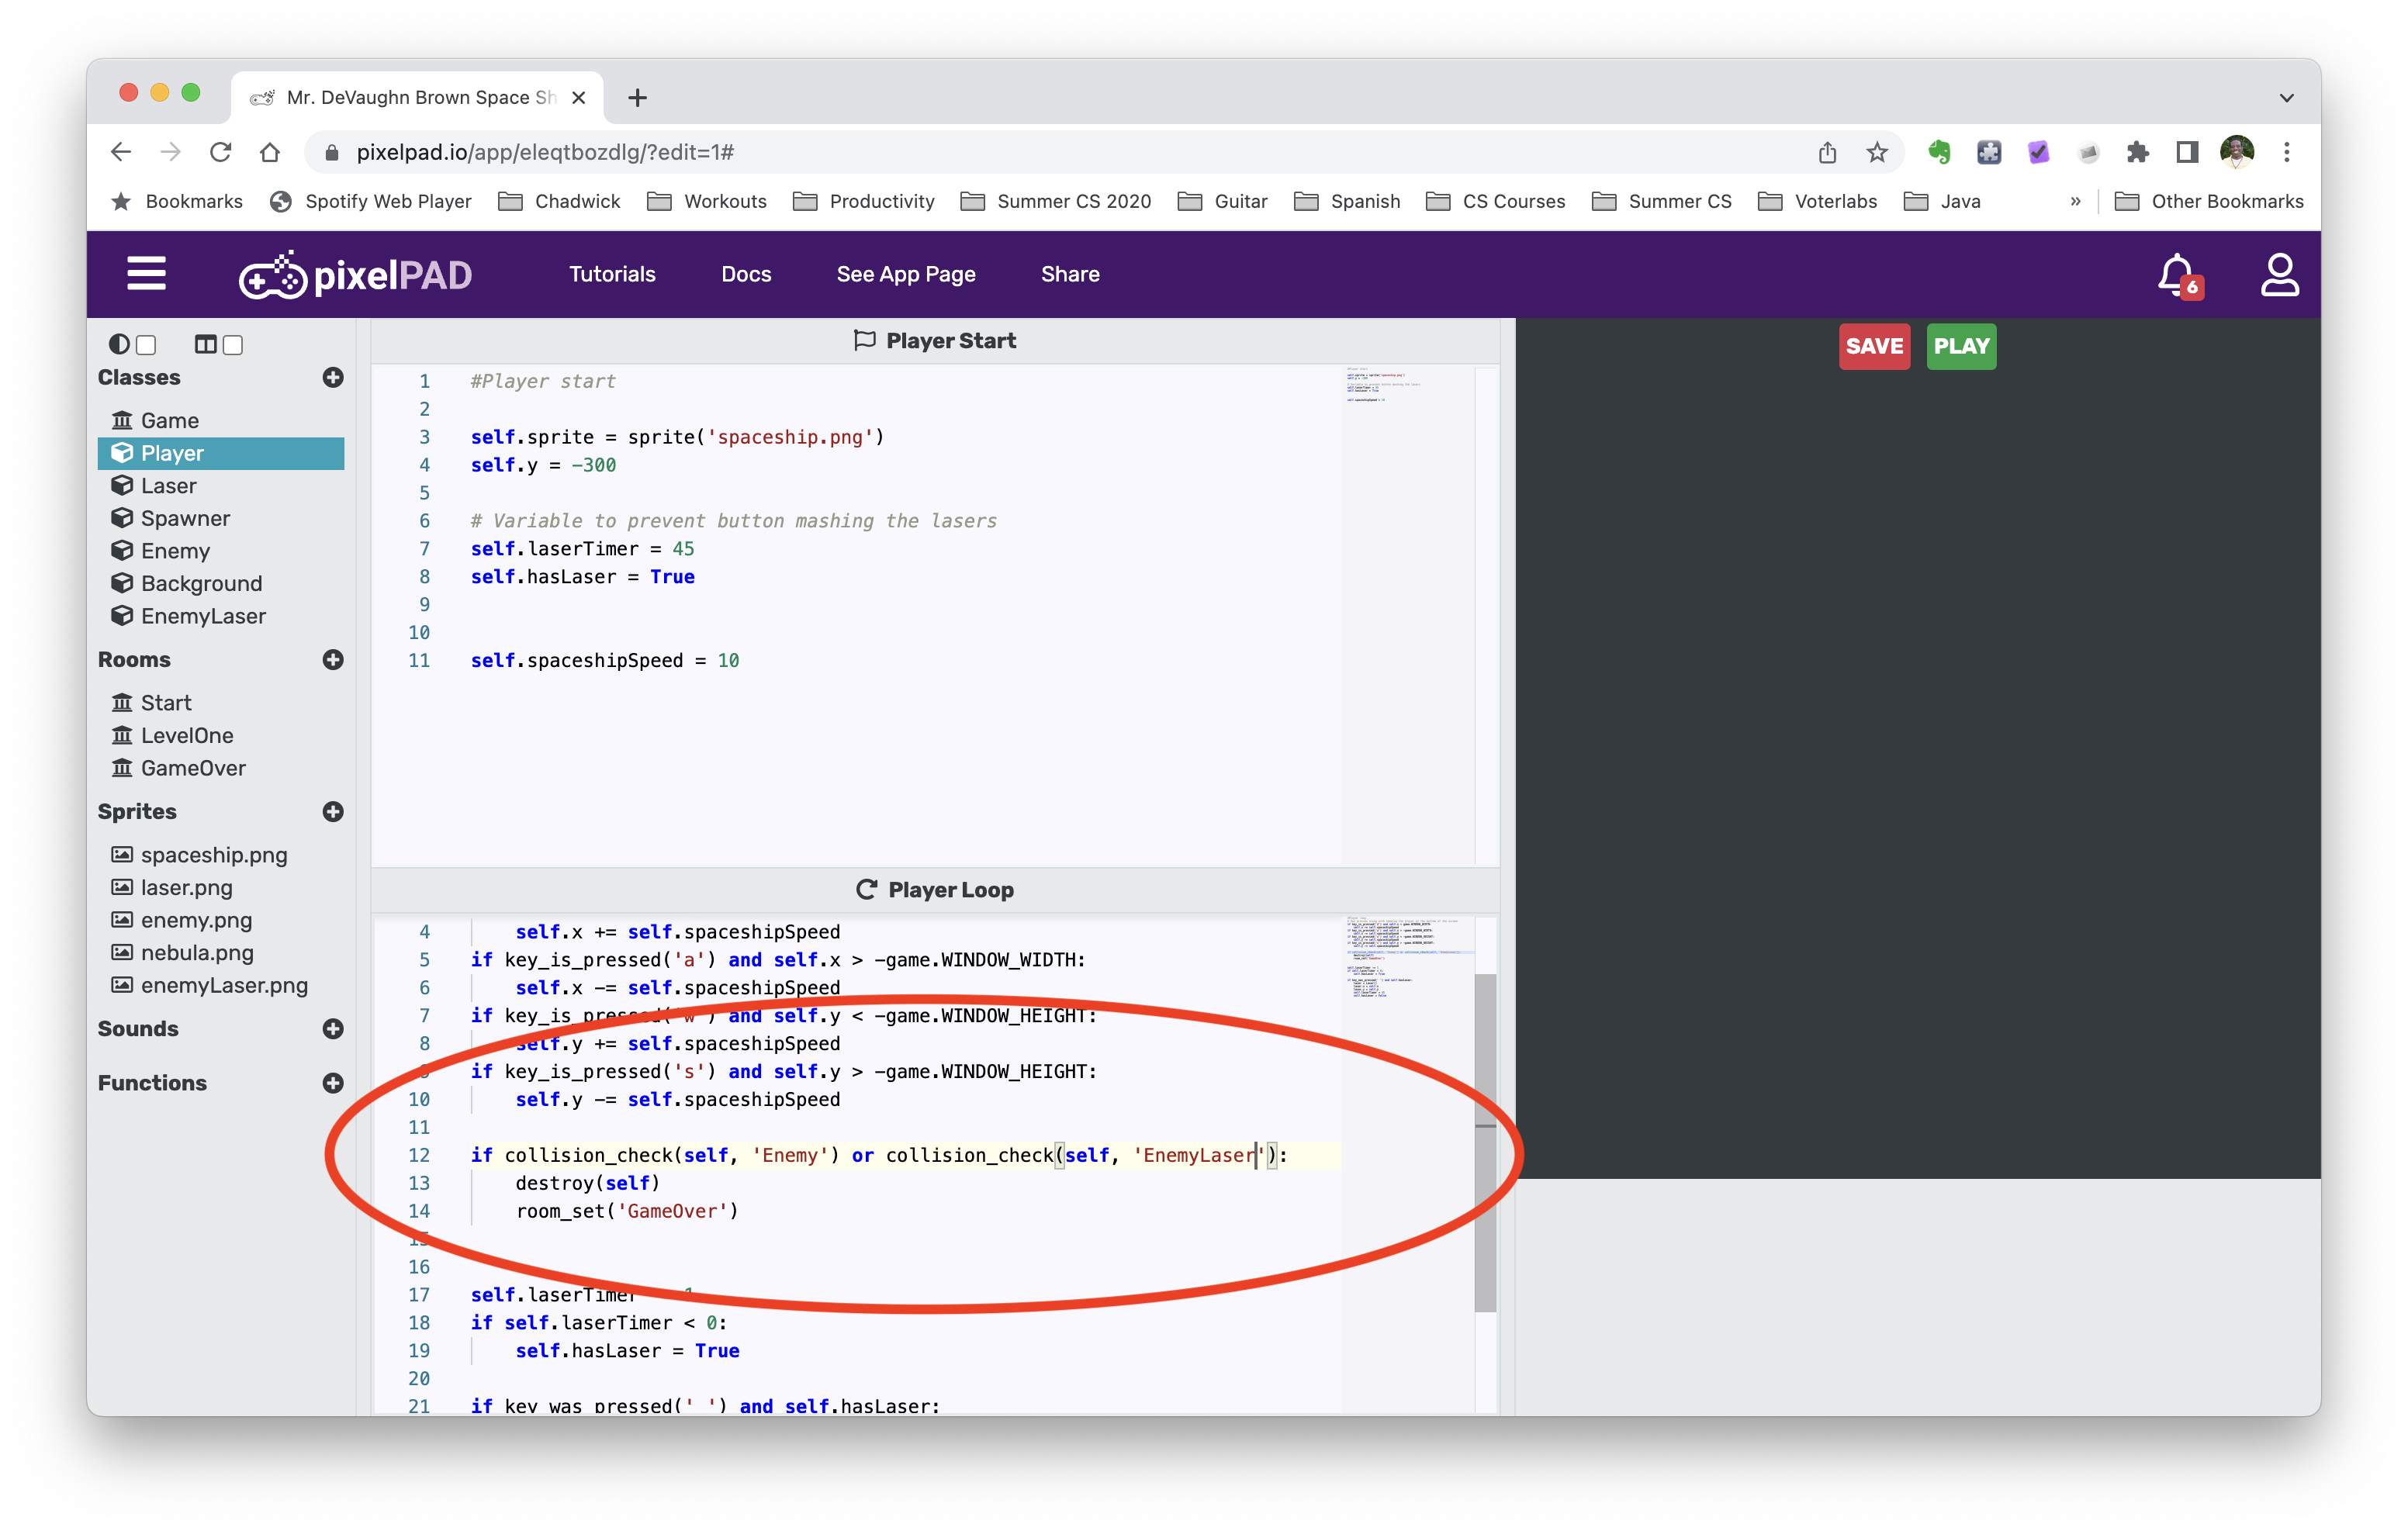 Mr. DeVaughn Brown Space Sh
pixelpad.io/app/eleqtbozdlg/?edit=1#
Bookmarks Spotify Web Player Chadwick Workouts Productivity Summer CS 2020 Guitar Spanish CS Courses Summer CS Voterlabs Java » Other Bookmarks
pixelPAD Tutorials Docs See App Page Share 6
Classes
Game
Player
Laser
Spawner
Enemy
Background
EnemyLaser
Rooms
Start
LevelOne
GameOver
Sprites
spaceship.png
laser.png
enemy.png
nebula.png
enemyLaser.png
Sounds
Functions
Player Start
1 #Player start
2
3 self.sprite = sprite('spaceship.png')
4 self.y = -300
5
6 # Variable to prevent button mashing the lasers
7 self.laserTimer = 45
8 self.hasLaser = True
9
10
11 self.spaceshipSpeed = 10
Player Loop
4 self.x += self.spaceshipSpeed
5 if key_is_pressed('a') and self.x > -game.WINDOW_WIDTH:
6 self.x -= self.spaceshipSpeed
7 if key_is_pressed('w') and self.y < -game.WINDOW_HEIGHT:
8 self.y += self.spaceshipSpeed
9 if key_is_pressed('s') and self.y > -game.WINDOW_HEIGHT:
10 self.y -= self.spaceshipSpeed
11
12 if collision_check(self, 'Enemy') or collision_check(self, 'EnemyLaser'):
13 destroy(self)
14 room_set('GameOver')
15
16
17 self.laserTimer 1
18 if self.laserTimer < 0:
19 self.hasLaser = True
20
21 if key_was_pressed(' ') and self.hasLaser:
SAVE PLAY